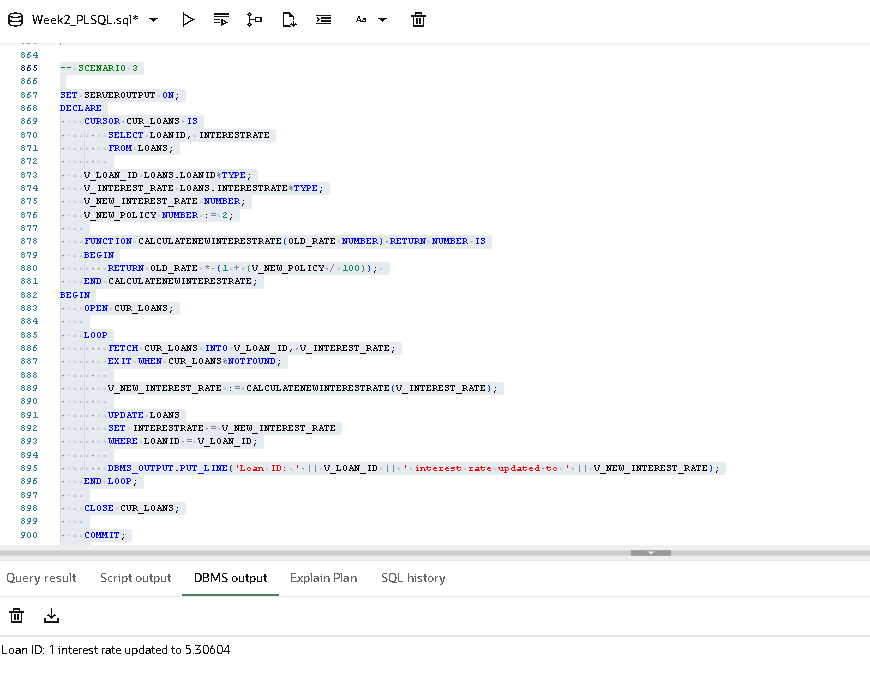 Week2_PLSQL.sql*
Aa
864
865 -- SCENARIO 3
866
867 SET SERVEROUTPUT ON;
868 DECLARE
869 CURSOR CUR_LOANS IS
870 SELECT LOANID, INTERESTRATE
871 FROM LOANS;
872
873 V_LOAN_ID LOANS.LOANID%TYPE;
874 V_INTEREST_RATE LOANS.INTERESTRATE%TYPE;
875 V_NEW_INTEREST_RATE NUMBER;
876 V_NEW_POLICY NUMBER := 2;
877
878 FUNCTION CALCULATENEWINTERESTRATE(OLD_RATE NUMBER) RETURN NUMBER IS
879 BEGIN
880 RETURN OLD_RATE * (1 + (V_NEW_POLICY / 100));
881 END CALCULATENEWINTERESTRATE;
882 BEGIN
883 OPEN CUR_LOANS;
884
885 LOOP
886 FETCH CUR_LOANS INTO V_LOAN_ID, V_INTEREST_RATE;
887 EXIT WHEN CUR_LOANS%NOTFOUND;
888
889 V_NEW_INTEREST_RATE := CALCULATENEWINTERESTRATE(V_INTEREST_RATE);
890
891 UPDATE LOANS
892 SET INTERESTRATE = V_NEW_INTEREST_RATE
893 WHERE LOANID = V_LOAN_ID;
894
895 DBMS_OUTPUT.PUT_LINE('Loan ID: ' || V_LOAN_ID || ' interest rate updated to ' || V_NEW_INTEREST_RATE);
896 END LOOP;
897
898 CLOSE CUR_LOANS;
899
900 COMMIT;
Query result Script output DBMS output Explain Plan SQL history
Loan ID: 1 interest rate updated to 5.30604